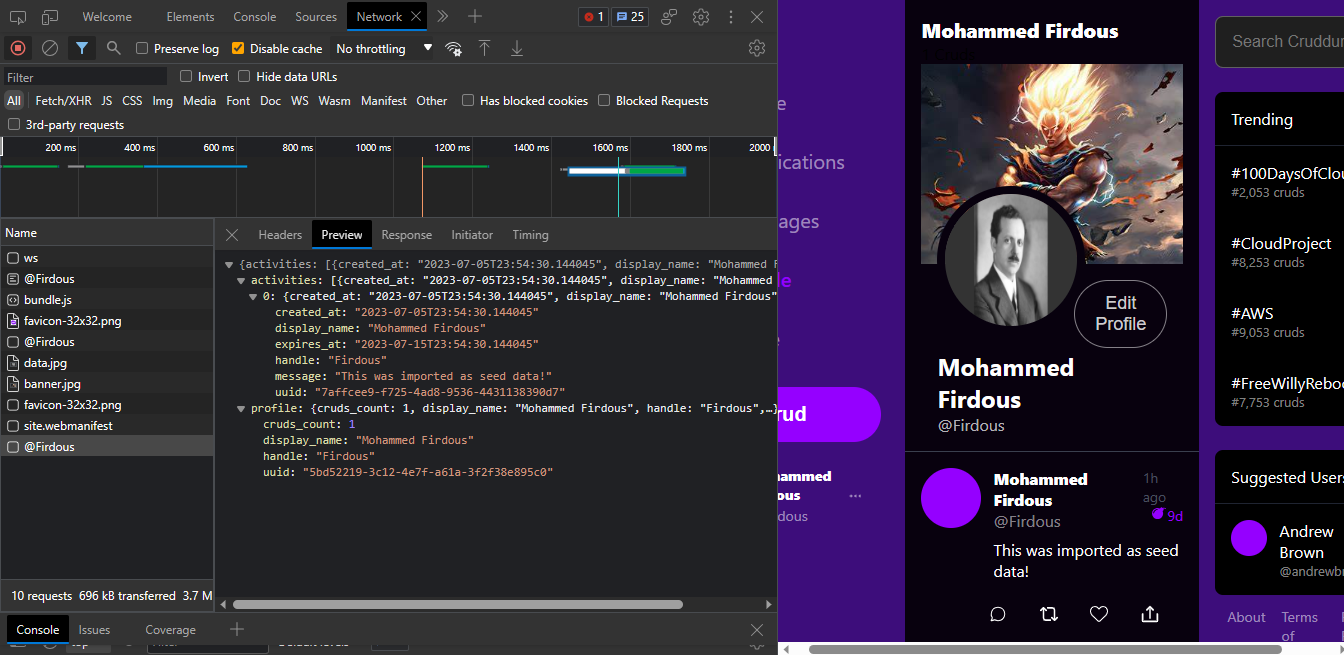 Welcome Elements Console Sources Network 1 25
Preserve log Disable cache No throttling
Filter Invert Hide data URLs
All Fetch/XHR JS CSS Img Media Font Doc WS Wasm Manifest Other Has blocked cookies Blocked Requests
3rd-party requests
200 ms 400 ms 600 ms 800 ms 1000 ms 1200 ms 1400 ms 1600 ms 1800 ms 2000
Name
ws
@Firdous
bundle.js
favicon-32x32.png
@Firdous
data.jpg
banner.jpg
favicon-32x32.png
site.webmanifest
@Firdous
10 requests 696 kB transferred 3.7 M
Headers Preview Response Initiator Timing
{activities: [{created_at: "2023-07-05T23:54:30.144045", display_name: "Mohammed F
activities: [{created_at: "2023-07-05T23:54:30.144045", display_name: "Mohammed
0: {created_at: "2023-07-05T23:54:30.144045", display_name: "Mohammed Firdous"
created_at: "2023-07-05T23:54:30.144045"
display_name: "Mohammed Firdous"
expires_at: "2023-07-15T23:54:30.144045"
handle: "Firdous"
message: "This was imported as seed data!"
uuid: "7affcee9-f725-4ad8-9536-4431138390d7"
profile: {cruds_count: 1, display_name: "Mohammed Firdous", handle: "Firdous",…}
cruds_count: 1
display_name: "Mohammed Firdous"
handle: "Firdous"
uuid: "5bd52219-3c12-4e7f-a61a-3f2f38e895c0"
Console Issues Coverage
top Filter Default levels
e
ications
ages
le
e
rud
ammed
ous
dous
Mohammed Firdous
Edit
Profile
Mohammed
Firdous
@Firdous
Mohammed
Firdous
@Firdous
1h
ago
9d
This was imported as seed
data!
Search Cruddur
Trending
#100DaysOfClou
#2,053 cruds
#CloudProject
#8,253 cruds
#AWS
#9,053 cruds
#FreeWillyReboo
#7,753 cruds
Suggested Users
Andrew
Brown
@andrewbr
About Terms
of